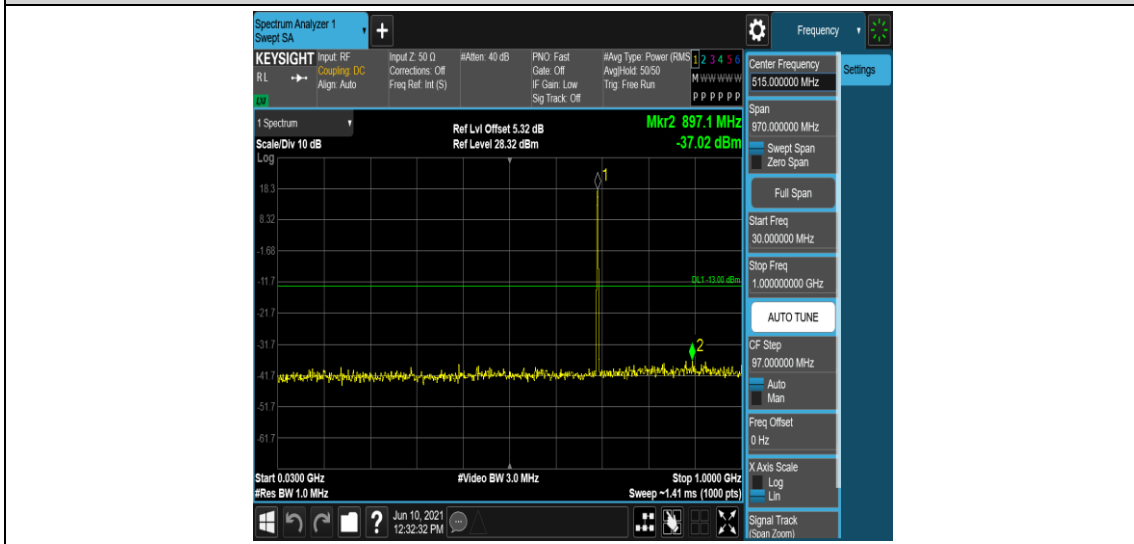 Spectrum Analyzer 1
Swept SA
+
Frequency
KEYSIGHT
RL
LXI
Input: RF
Coupling: DC
Align: Auto
Input Z: 50 Ω
Corrections: Off
Freq Ref: Int (S)
#Atten: 40 dB
PNO: Fast
Gate: Off
IF Gain: Low
Sig Track: Off
#Avg Type: Power (RMS
Avg|Hold: 50/50
Trig: Free Run
1 2 3 4 5 6
M W W W W W
P P P P P P
Center Frequency
515.000000 MHz
Settings
1 Spectrum
Scale/Div 10 dB
Log
Ref Lvl Offset 5.32 dB
Ref Level 28.32 dBm
Mkr2 897.1 MHz
-37.02 dBm
Span
970.000000 MHz
Swept Span
Zero Span
Full Span
Start Freq
30.000000 MHz
Stop Freq
1.000000000 GHz
AUTO TUNE
CF Step
97.000000 MHz
Auto
Man
Freq Offset
0 Hz
X Axis Scale
Log
Lin
Signal Track
(Span Zoom)
1
18.3
8.32
-1.68
-11.7
DL1 -13.00 dBm
-21.7
-31.7
2
-41.7
-51.7
-61.7
Start 0.0300 GHz
#Res BW 1.0 MHz
#Video BW 3.0 MHz
Stop 1.0000 GHz
Sweep ~1.41 ms (1000 pts)
?
Jun 10, 2021
12:32:32 PM